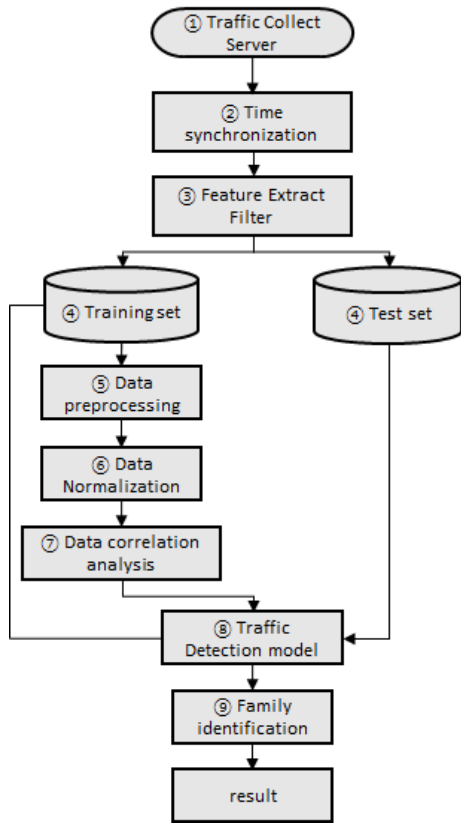 ① Traffic Collect
Server
② Time
synchronization
③ Feature Extract
Filter
④ Training set
④ Test set
⑤ Data
preprocessing
⑥ Data
Normalization
⑦ Data correlation
analysis
⑧ Traffic
Detection model
⑨ Family
identification
result